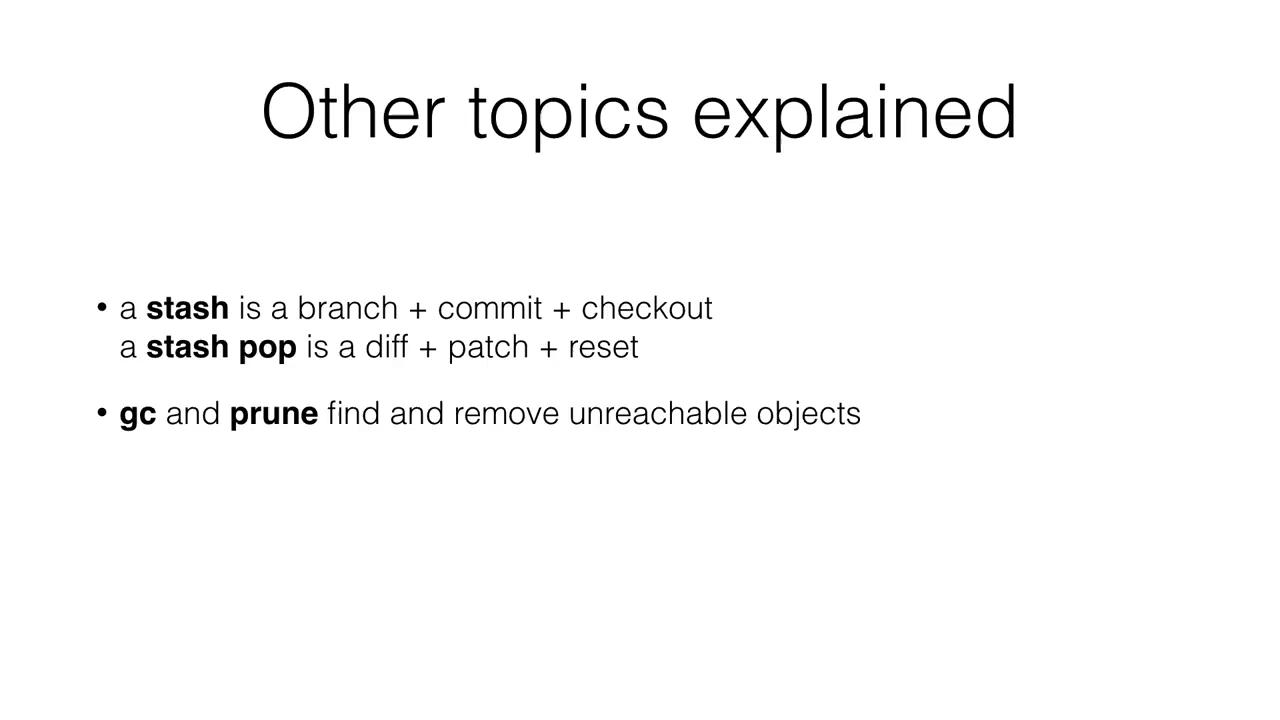 Other topics explained
• a stash is a branch + commit + checkout
a stash pop is a diff + patch + reset
• gc and prune find and remove unreachable objects